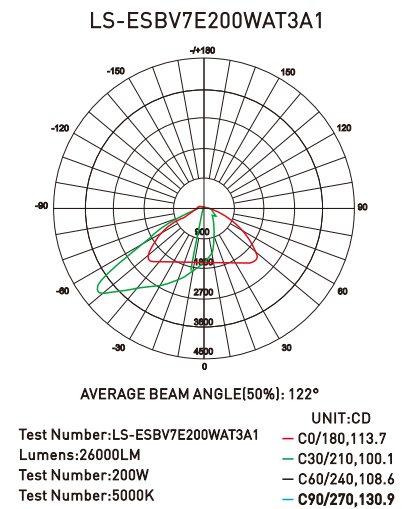 LS-ESBV7E200WAT3A1
-/+180
-150 150
-120 120
-90 90
900
1800
2700
-60 60
3600
-30 30
4500
0
AVERAGE BEAM ANGLE(50%): 122°
UNIT:CD
Test Number:LS-ESBV7E200WAT3A1
C0/180,113.7
Lumens:26000LM
C30/210,100.1
Test Number:200W
C60/240,108.6
Test Number:5000K
C90/270,130.9